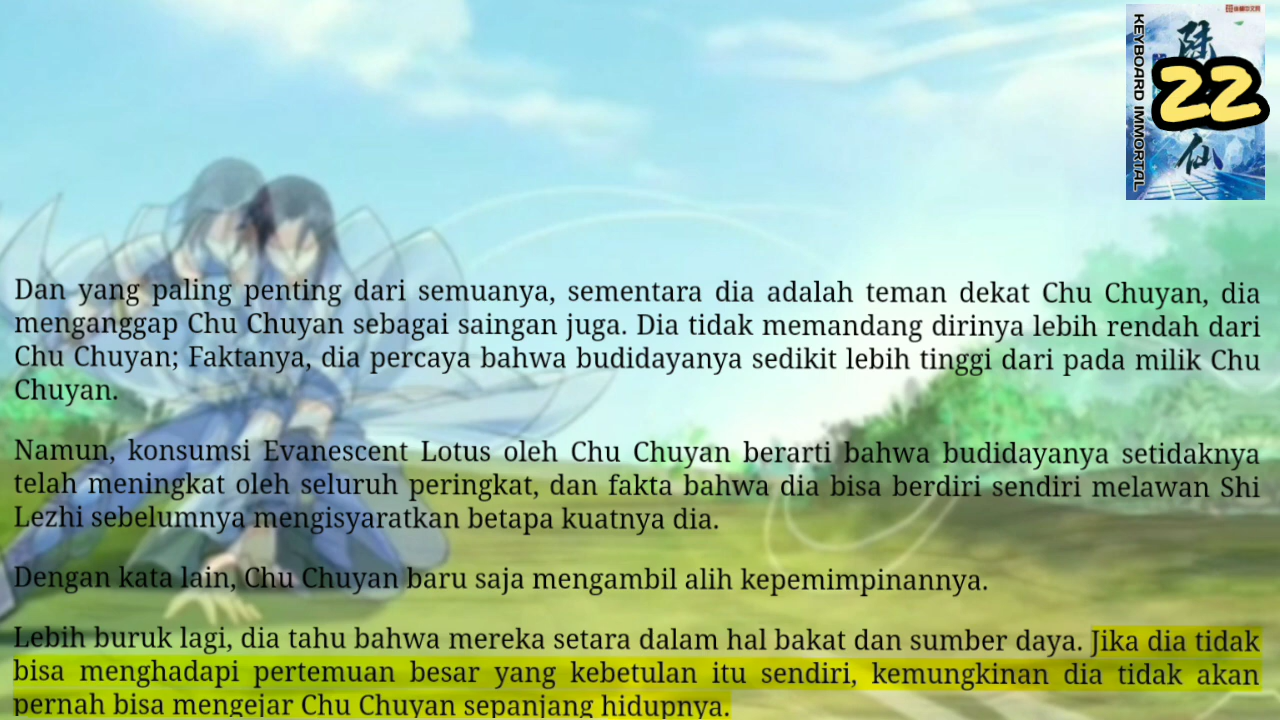 KEYBOARD IMMORTAL
22
仙
Dan yang paling penting dari semuanya, sementara dia adalah teman dekat Chu Chuyan, dia
menganggap Chu Chuyan sebagai saingan juga. Dia tidak memandang dirinya lebih rendah dari
Chu Chuyan; Faktanya, dia percaya bahwa budidayanya sedikit lebih tinggi dari pada milik Chu
Chuyan.
Namun, konsumsi Evanescent Lotus oleh Chu Chuyan berarti bahwa budidayanya setidaknya
telah meningkat oleh seluruh peringkat, dan fakta bahwa dia bisa berdiri sendiri melawan Shi
Lezhi sebelumnya mengisyaratkan betapa kuatnya dia.
Dengan kata lain, Chu Chuyan baru saja mengambil alih kepemimpinannya.
Lebih buruk lagi, dia tahu bahwa mereka setara dalam hal bakat dan sumber daya. Jika dia tidak
bisa menghadapi pertemuan besar yang kebetulan itu sendiri, kemungkinan dia tidak akan
pernah bisa mengejar Chu Chuyan sepanjang hidupnya.